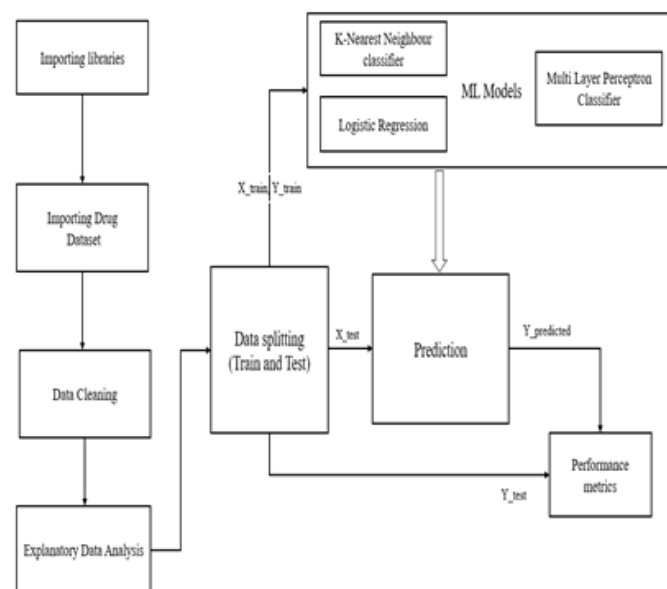 Importing libraries
Importing Drug
Dataset
Data Cleaning
Explanatory Data Analysis
Data splitting
(Train and Test)
X_train, Y_train
K-Nearest Neighbour
classifier
Logistic Regression
ML Models
Multi Layer Perceptron
Classifier
X_test
Prediction
Y_predicted
Y_test
Performance
metrics